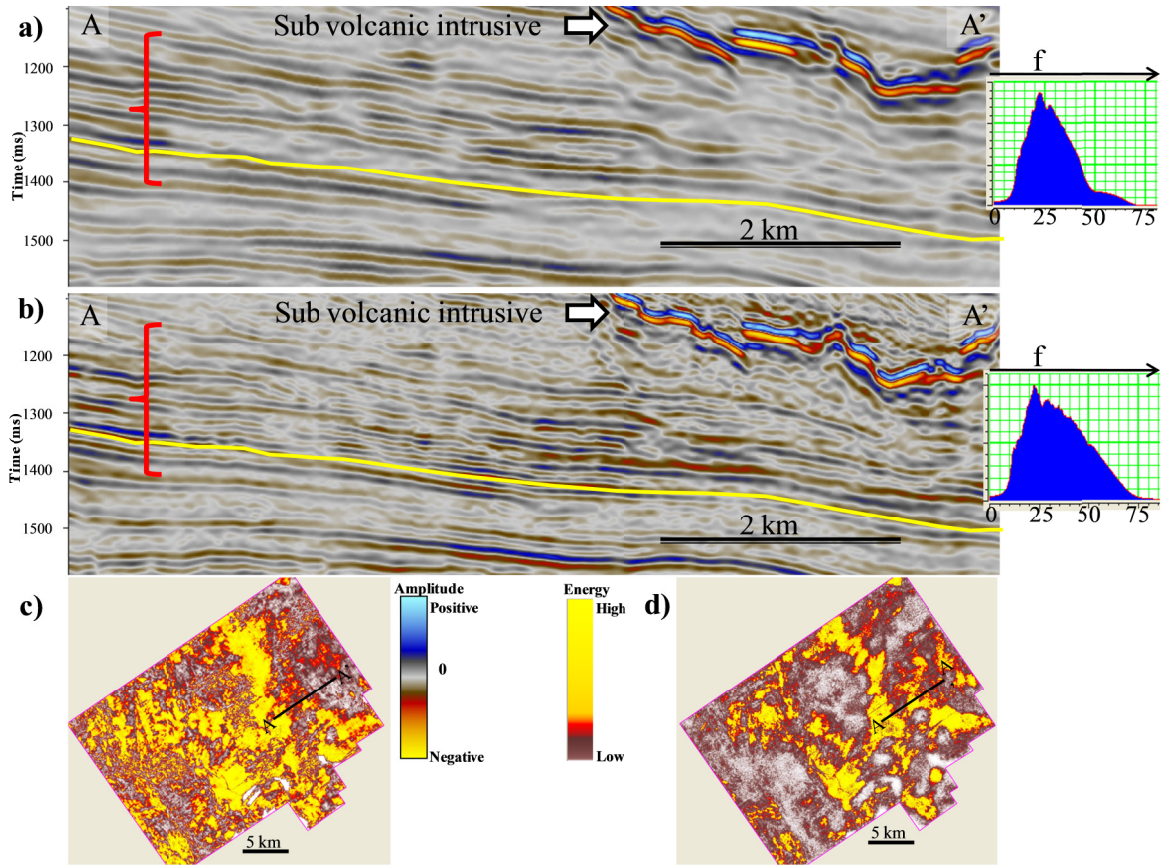 a)
A
Sub volcanic intrusive
A’
f
1200
1300
1400
1500
Time (ms)
2 km
0 25 50 75
b)
A
Sub volcanic intrusive
A’
f
1200
1300
1400
1500
Time (ms)
2 km
0 25 50 75
c)
A
A’
5 km
Amplitude
Positive
0
Negative
Energy
High
Low
d)
A
A’
5 km